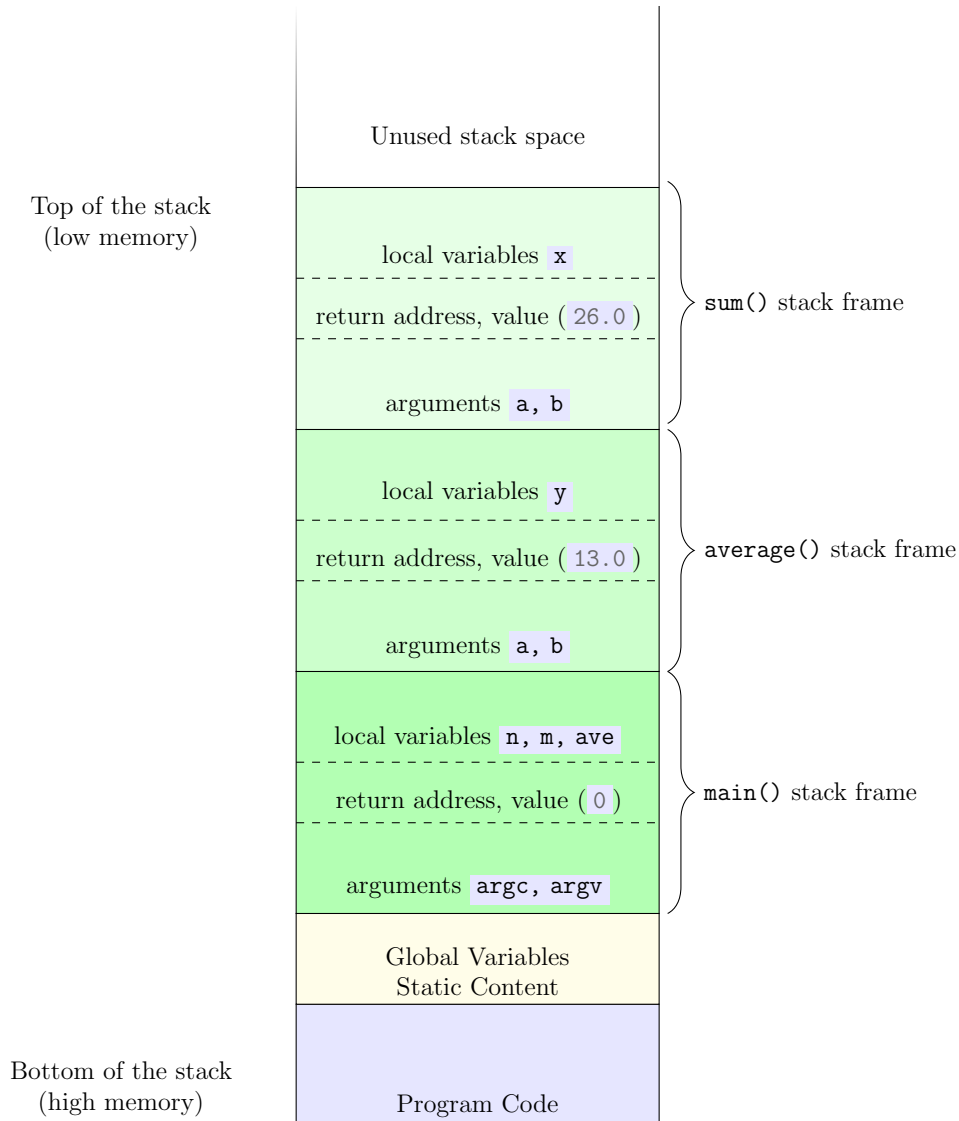 Unused stack space
Top of the stack
(low memory)
local variables x
return address, value ( 26.0 )
sum() stack frame
arguments a, b
local variables y
return address, value ( 13.0 )
average() stack frame
arguments a, b
local variables n, m, ave
return address, value ( 0 )
main() stack frame
arguments argc, argv
Global Variables
Static Content
Bottom of the stack
(high memory)
Program Code